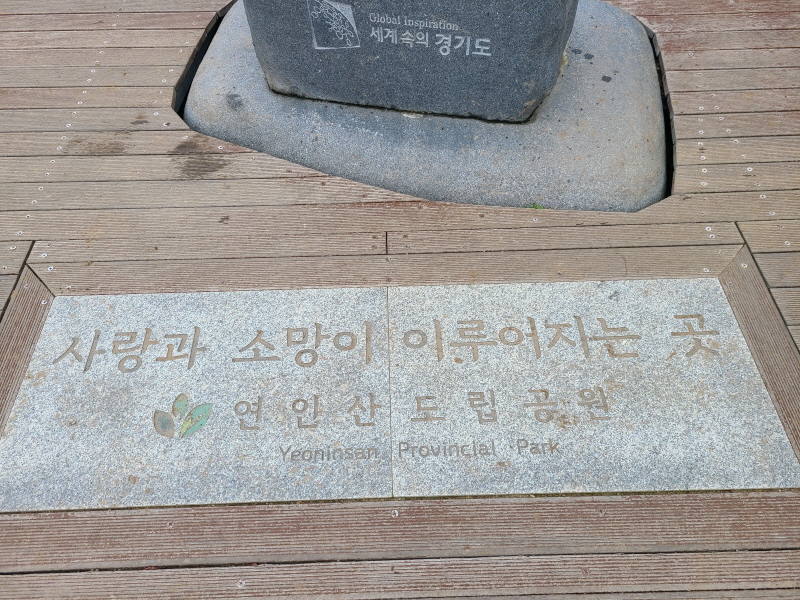 Global inspiration
세계속의 경기도
사랑과 소망이 이루어지는 곳
연인산도립공원
Yeoninsan Provincial Park